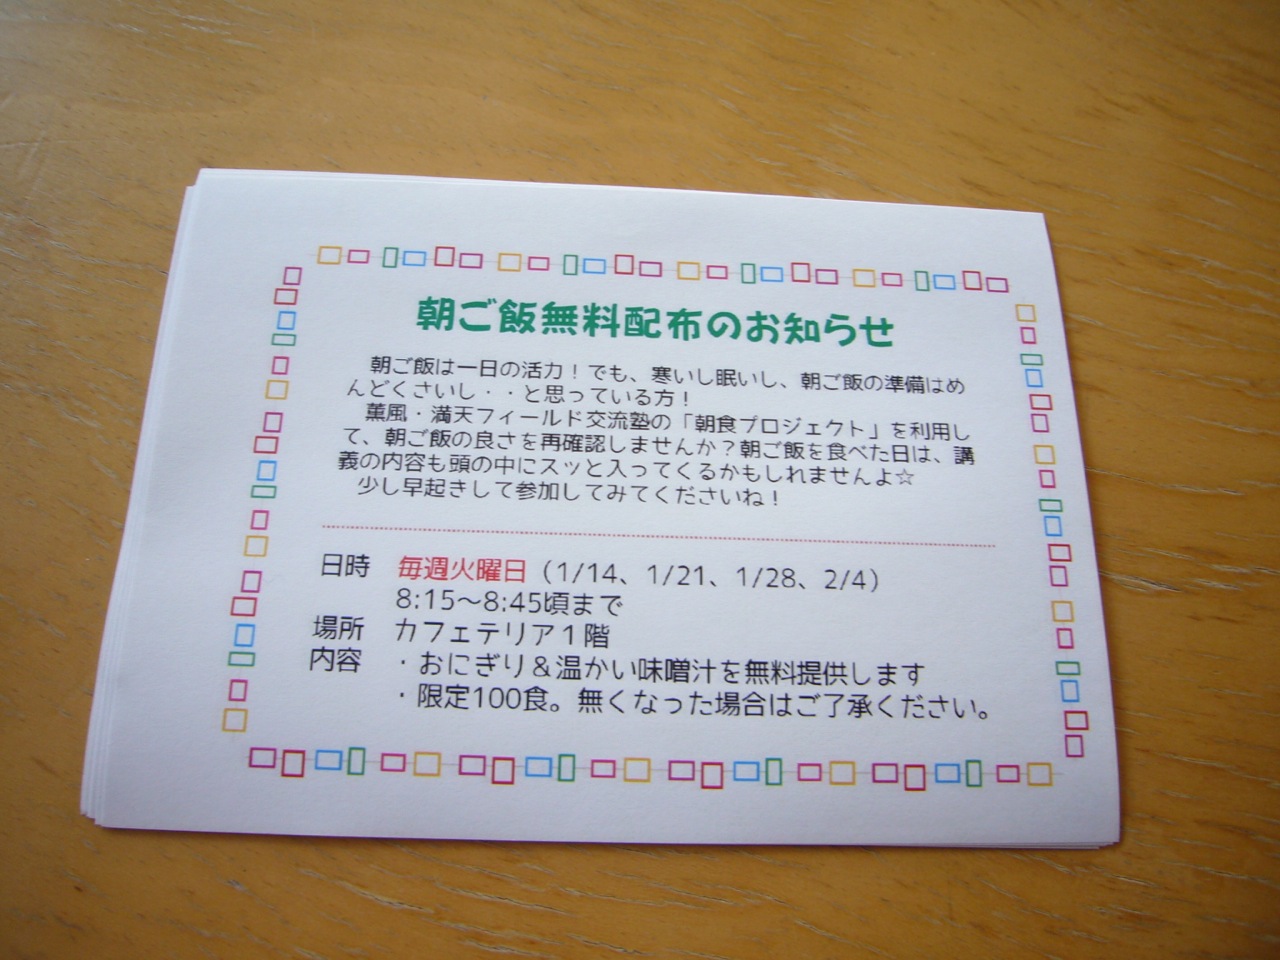 朝ご飯無料配布のお知らせ
朝ご飯は一日の活力！でも、寒いし眠いし、朝ご飯の準備はめ
んどくさいし・・と思っている方！
薫風・満天フィールド交流塾の「朝食プロジェクト」を利用し
て、朝ご飯の良さを再確認しませんか？朝ご飯を食べた日は、講
義の内容も頭の中にスッと入ってくるかもしれませんよ☆
少し早起きして参加してみてくださいね！
日時 毎週火曜日（1/14、1/21、1/28、2/4）
8:15～8:45頃まで
場所 カフェテリア１階
内容 ・おにぎり＆温かい味噌汁を無料提供します
・限定100食。無くなった場合はご了承ください。